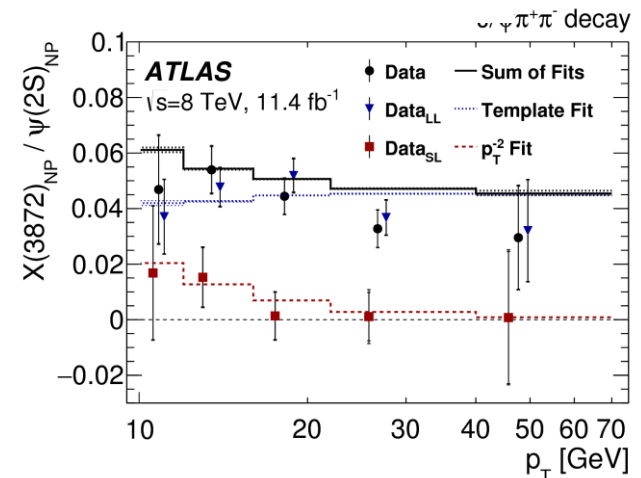 π⁺π⁻ decay
ATLAS
√s=8 TeV, 11.4 fb⁻¹
Data
Data_LL
Data_SL
Sum of Fits
Template Fit
p_T⁻² Fit
X(3872)_NP / ψ(2S)_NP
0.1
0.08
0.06
0.04
0.02
0
−0.02
10
20
30
40
50
60
70
p_T [GeV]